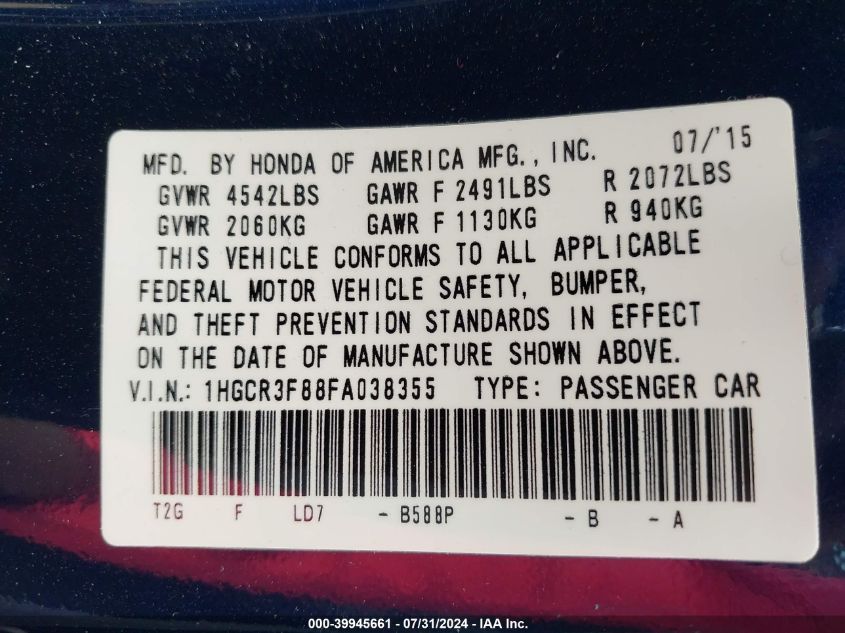 MFD. BY HONDA OF AMERICA MFG., INC. 07/'15
GVWR 4542LBS GAWR F 2491LBS R 2072LBS
GVWR 2060KG GAWR F 1130KG R 940KG
THIS VEHICLE CONFORMS TO ALL APPLICABLE
FEDERAL MOTOR VEHICLE SAFETY, BUMPER,
AND THEFT PREVENTION STANDARDS IN EFFECT
ON THE DATE OF MANUFACTURE SHOWN ABOVE.
V.I.N.: 1HGCR3F88FA038355 TYPE: PASSENGER CAR
T2G F LD7 - B588P - B - A
000-39945661 - 07/31/2024 - IAA Inc.